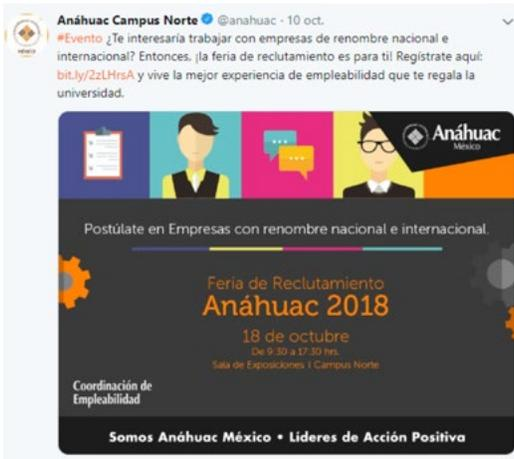 Anáhuac Campus Norte @anahuac · 10 oct.
#Evento ¿Te interesaría trabajar con empresas de renombre nacional e
internacional? Entonces, ¡la feria de reclutamiento es para ti! Regístrate aquí:
bit.ly/2zLHrsA y vive la mejor experiencia de empleabilidad que te regala la
universidad.
MÉXICO
Anáhuac
México
Postúlate en Empresas con renombre nacional e internacional.
Feria de Reclutamiento
Anáhuac 2018
18 de octubre
De 9:30 a 17:30 hrs.
Sala de Exposiciones | Campus Norte
Coordinación de
Empleabilidad
Somos Anáhuac México • Líderes de Acción Positiva